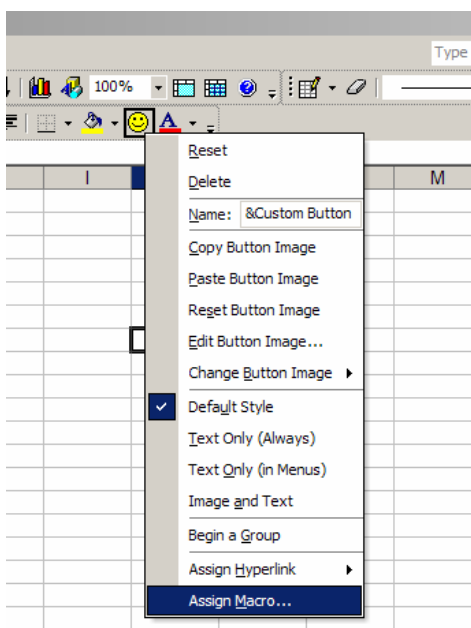 Type
100%
A
I
M
Reset
Delete
Name: &Custom Button
Copy Button Image
Paste Button Image
Reset Button Image
Edit Button Image...
Change Button Image
Default Style
Text Only (Always)
Text Only (in Menus)
Image and Text
Begin a Group
Assign Hyperlink
Assign Macro...